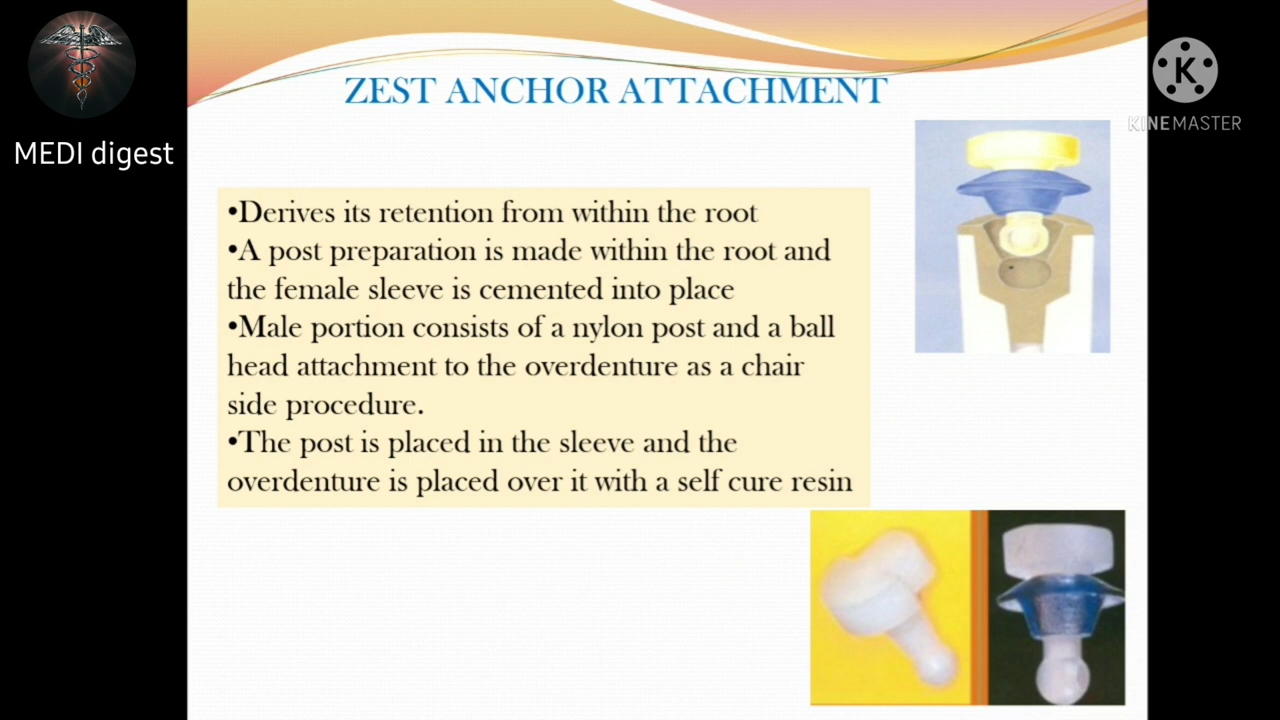 MEDI digest
K
KINEMASTER
ZEST ANCHOR ATTACHMENT
•Derives its retention from within the root
•A post preparation is made within the root and
the female sleeve is cemented into place
•Male portion consists of a nylon post and a ball
head attachment to the overdenture as a chair
side procedure.
•The post is placed in the sleeve and the
overdenture is placed over it with a self cure resin